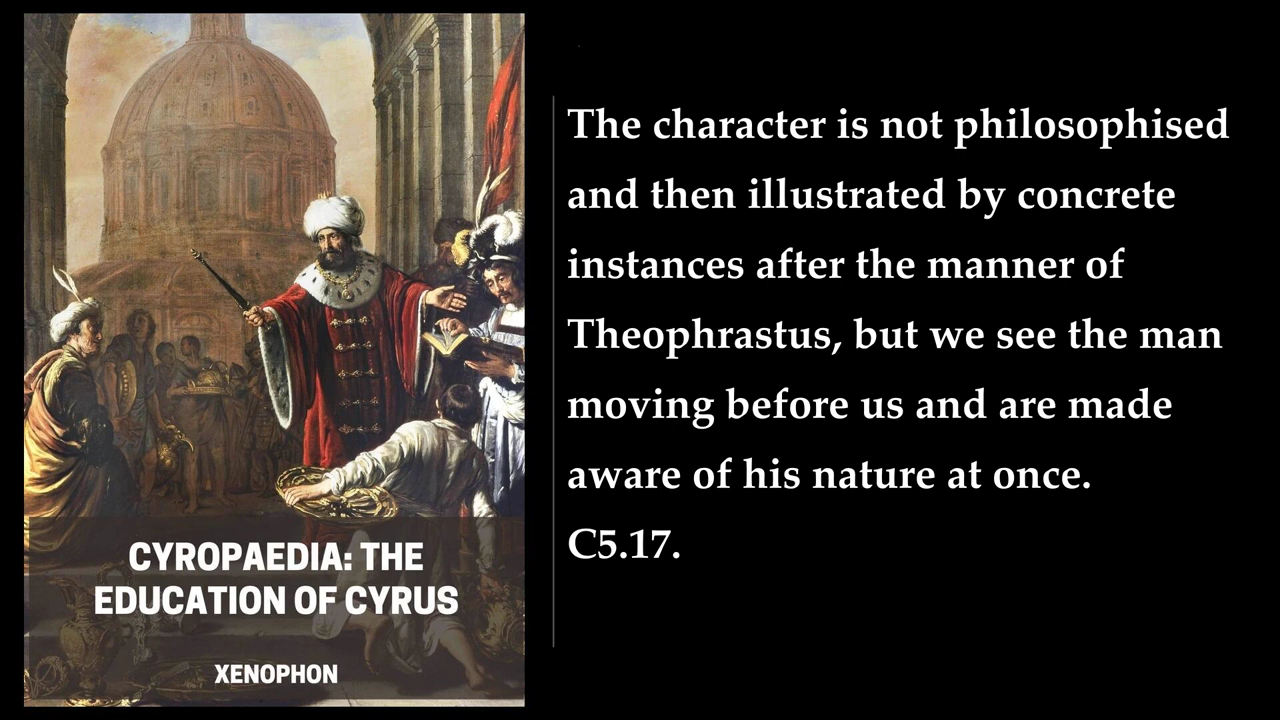 CYROPAEDIA: THE
EDUCATION OF CYRUS
XENOPHON
The character is not philosophised
and then illustrated by concrete
instances after the manner of
Theophrastus, but we see the man
moving before us and are made
aware of his nature at once.
C5.17.